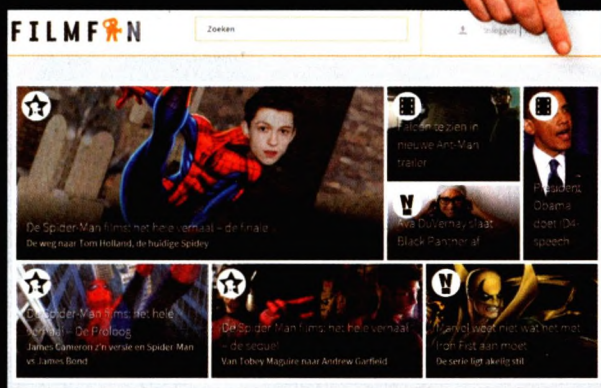 FILMFAN
Zoeken
Inloggen |
De Spider-Man films: het hele verhaal – de finale
De weg naar Tom Holland, de huidige Spidey
Falcon te zien in
nieuwe Ant-Man
trailer
Ava DuVernay slaat
Black Panther af
President
Obama
doet ID4-
speech
De Spider-Man films: het hele
verhaal – De Proloog
James Cameron z'n versie en Spider Man
vs James Bond
De Spider-Man films: het hele verhaal
– de sequel
Van Tobey Maguire naar Andrew Garfield
Marvel weet niet wat het met
Iron Fist aan moet
De serie ligt akelig stil